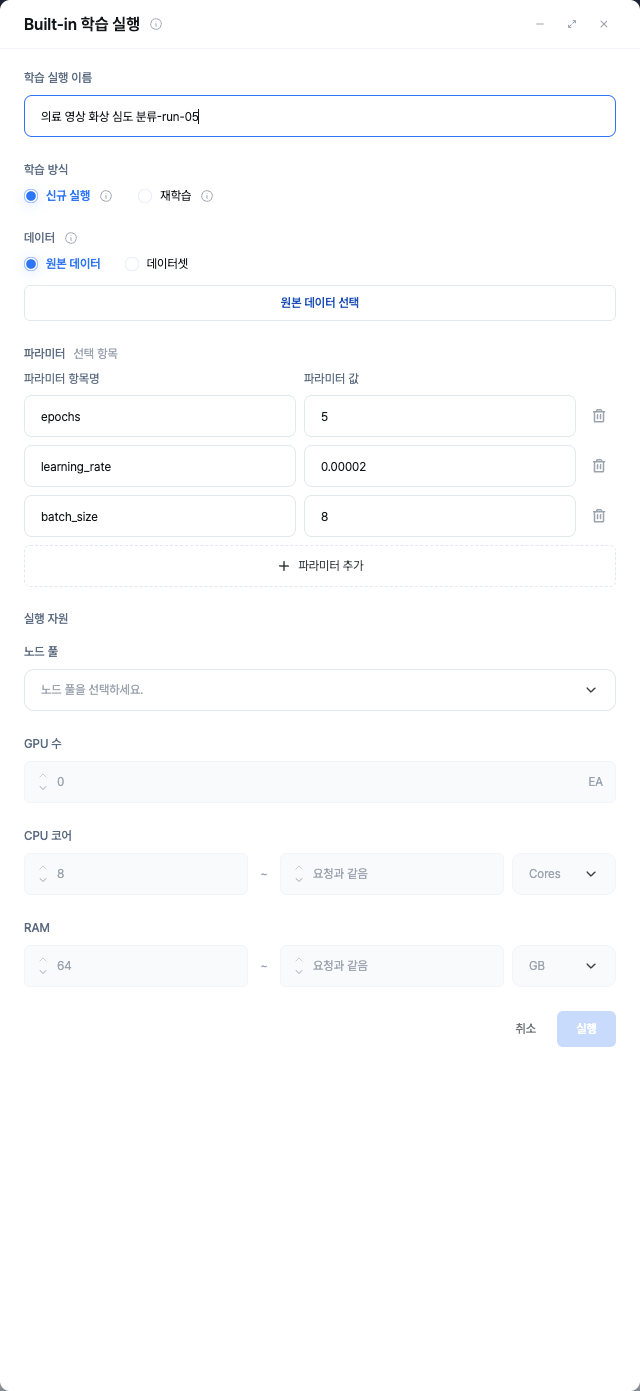 Built-in 학습 실행
학습 실행 이름
의료 영상 화상 심도 분류-run-05
학습 방식
신규 실행 재학습
데이터
원본 데이터 데이터셋
원본 데이터 선택
파라미터 선택 항목
파라미터 항목명 파라미터 값
epochs 5
learning_rate 0.00002
batch_size 8
+ 파라미터 추가
실행 자원
노드 풀
노드 풀을 선택하세요.
GPU 수
0 EA
CPU 코어
8 ~ 요청과 같음 Cores
RAM
64 ~ 요청과 같음 GB
취소 실행